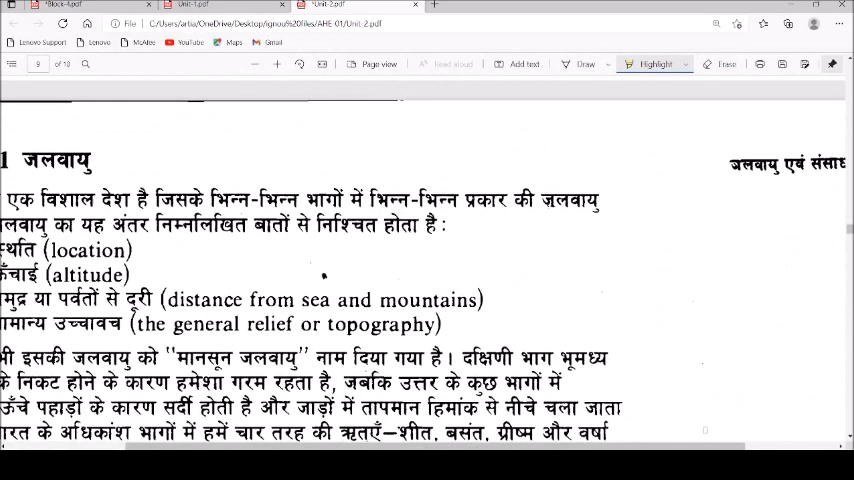 *Block-4.pdf
Unit-1.pdf
*Unit-2.pdf
File C:/Users/artia/OneDrive/Desktop/ignou%20files/AHE-01/Unit-2.pdf
Lenovo Support Lenovo McAfee YouTube Maps Gmail
9 of 10 Page view Read aloud Add text Draw Highlight Erase
1 जलवायु
जलवायु एवं संसाध
एक विशाल देश है जिसके भिन्न-भिन्न भागों में भिन्न-भिन्न प्रकार की जलवायु
लवायु का यह अंतर निम्नलिखित बातों से निश्चित होता है :
स्थति (location)
ऊँचाई (altitude)
मुद्र या पर्वतों से दूरी (distance from sea and mountains)
ामान्य उच्चावच (the general relief or topography)
भी इसकी जलवायु को "मानसून जलवायु" नाम दिया गया है। दक्षिणी भाग भूमध्य
के निकट होने के कारण हमेशा गरम रहता है, जबकि उत्तर के कुछ भागों में
ऊँचे पहाड़ों के कारण सर्दी होती है और जाड़ों में तापमान हिमांक से नीचे चला जाता
ारत के अधिकांश भागों में हमें चार तरह की ऋतुएँ–शीत, बसंत, ग्रीष्म और वर्षा